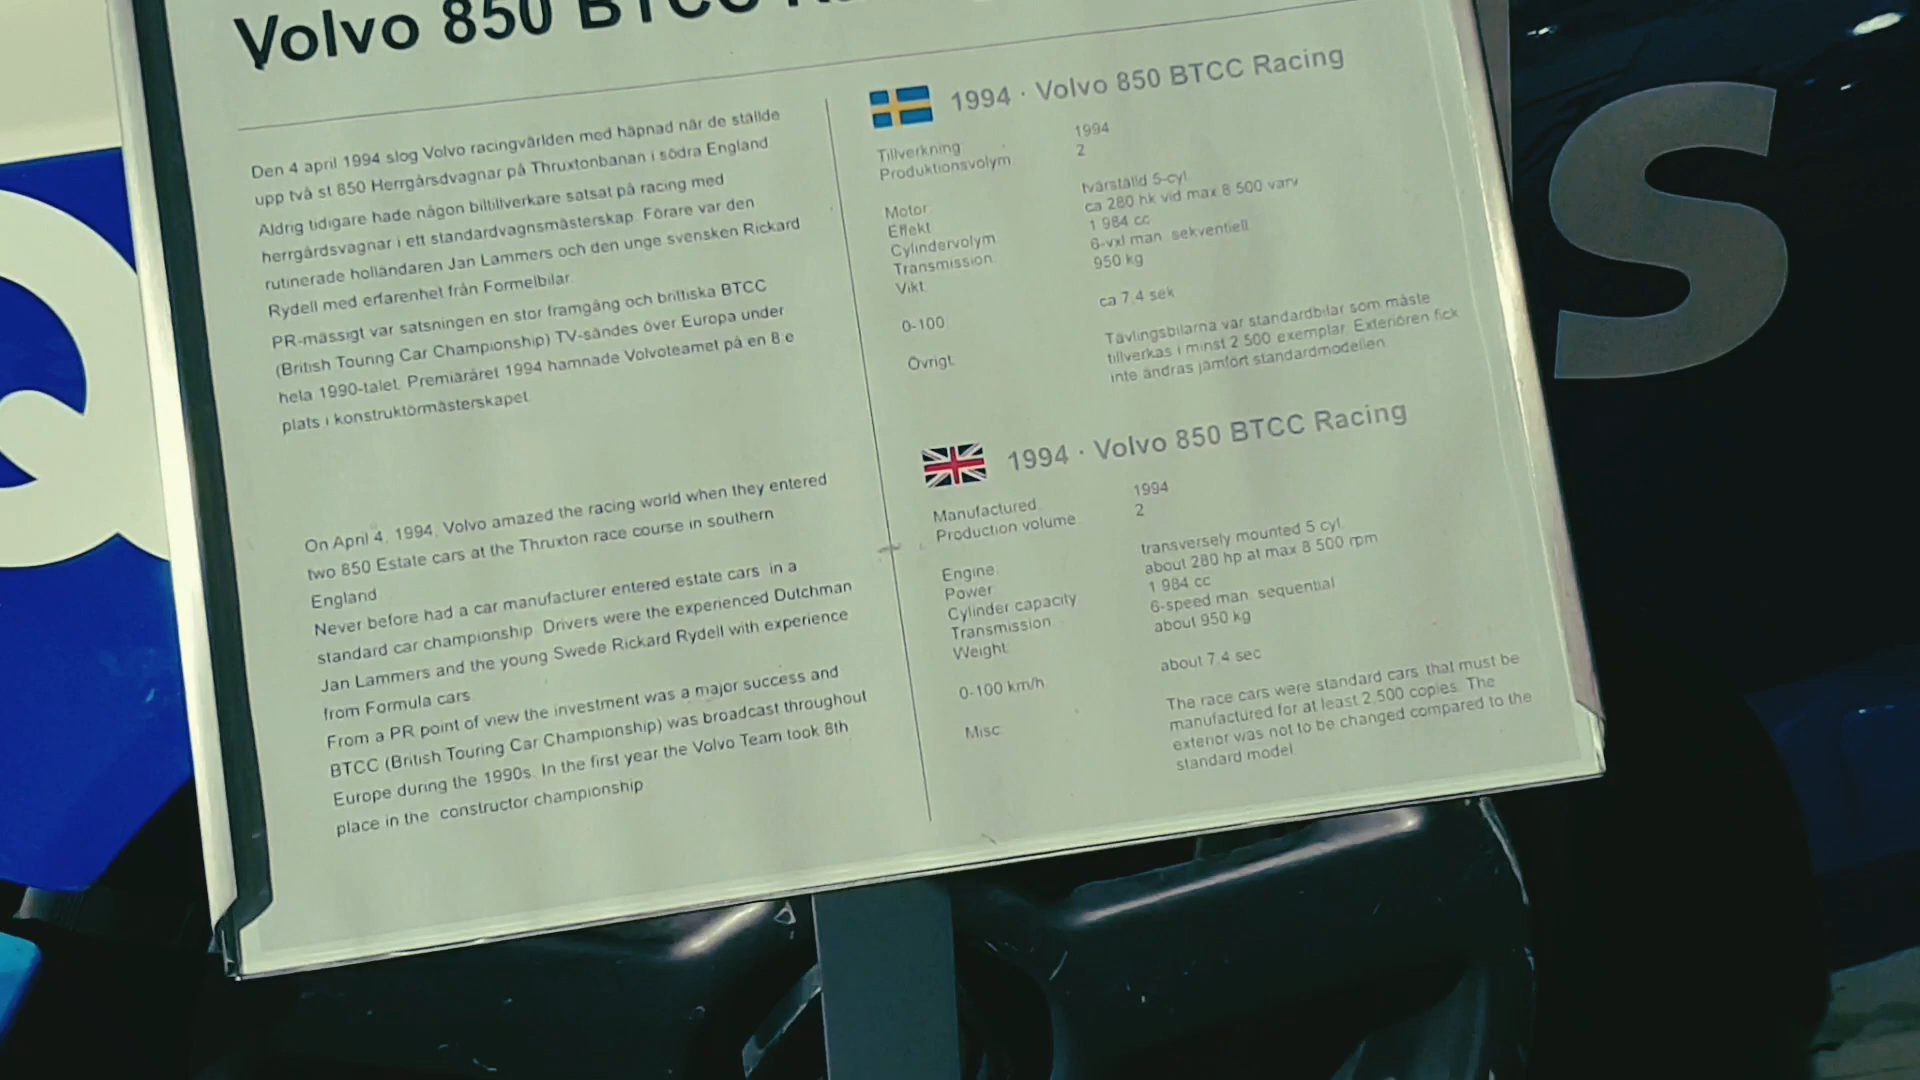 Volvo 850 BTCC
Den 4 april 1994 slog Volvo racingvärlden med häpnad när de ställde
upp två st 850 Herrgårsdvagnar på Thruxtonbanan i södra England.
Aldrig tidigare hade någon biltillverkare satsat på racing med
herrgårdsvagnar i ett standardvagnsmästerskap. Förare var den
rutinerade holländaren Jan Lammers och den unge svensken Rickard
Rydell med erfarenhet från Formelbilar.
PR-mässigt var satsningen en stor framgång och brittiska BTCC
(British Touring Car Championship) TV-sändes över Europa under
hela 1990-talet. Premiäråret 1994 hamnade Volvoteamet på en 8:e
plats i konstruktörmästerskapet.
On April 4, 1994, Volvo amazed the racing world when they entered
two 850 Estate cars at the Thruxton race course in southern
England.
Never before had a car manufacturer entered estate cars in a
standard car championship. Drivers were the experienced Dutchman
Jan Lammers and the young Swede Rickard Rydell with experience
from Formula cars.
From a PR point of view the investment was a major success and
BTCC (British Touring Car Championship) was broadcast throughout
Europe during the 1990s. In the first year the Volvo Team took 8th
place in the constructor championship
1994 · Volvo 850 BTCC Racing
Tillverkning: 1994
Produktionsvolym: 2
Motor: tvärställd 5-cyl.
Effekt: ca 280 hk vid max 8 500 varv
Cylindervolym: 1 984 cc
Transmission: 6-vxl man. sekventiell
Vikt: 950 kg
0-100: ca 7.4 sek
Övrigt: Tävlingsbilarna var standardbilar som måste
tillverkas i minst 2 500 exemplar. Exteriören fick
inte ändras jämfört standardmodellen.
1994 · Volvo 850 BTCC Racing
Manufactured: 1994
Production volume: 2
Engine: transversely mounted 5 cyl.
Power: about 280 hp at max 8 500 rpm
Cylinder capacity: 1 984 cc
Transmission: 6-speed man. sequential
Weight: about 950 kg
0-100 km/h: about 7.4 sec
Misc: The race cars were standard cars, that must be
manufactured for at least 2,500 copies. The
exterior was not to be changed compared to the
standard model.
S